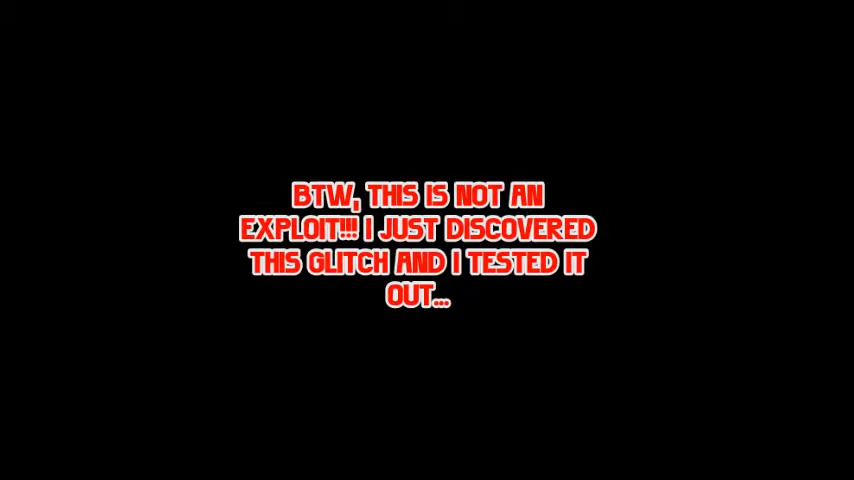 BTW, THIS IS NOT AN
EXPLOIT!!! I JUST DISCOVERED
THIS GLITCH AND I TESTED IT
OUT...